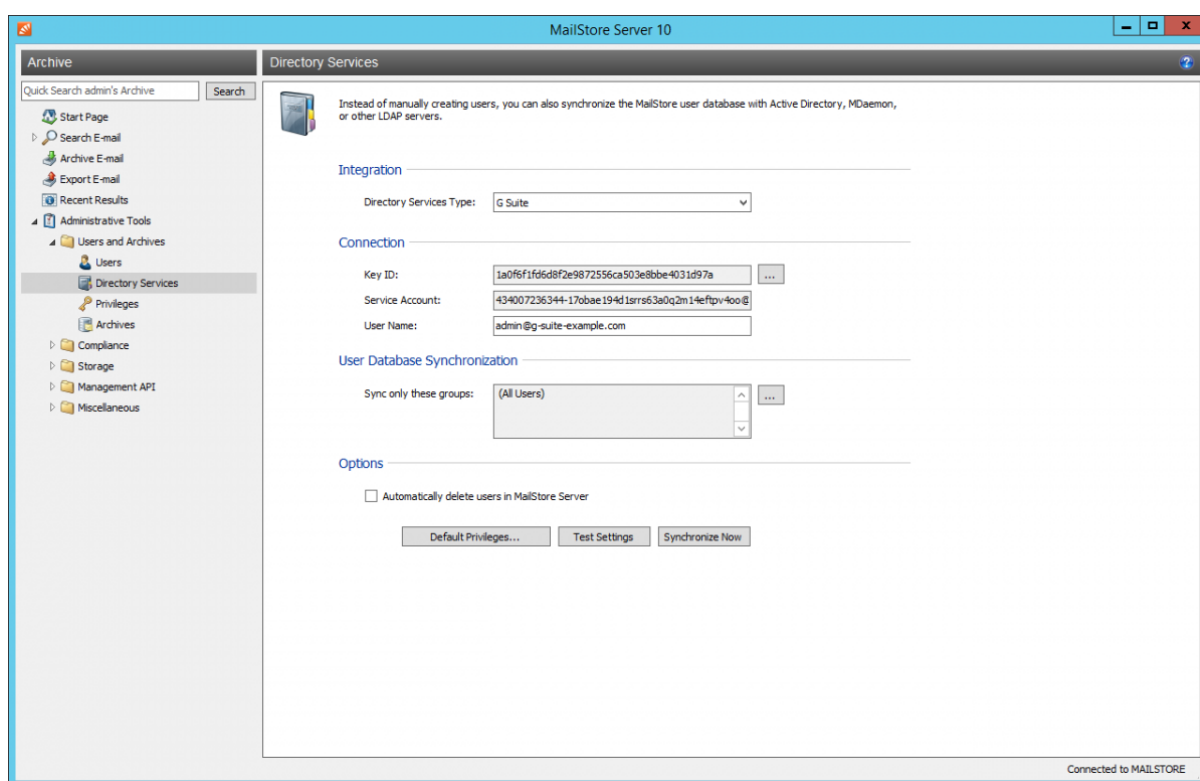 MailStore Server 10
Archive
Directory Services
Quick Search admin's Archive
Search
Start Page
Search E-mail
Archive E-mail
Export E-mail
Recent Results
Administrative Tools
Users and Archives
Users
Directory Services
Privileges
Archives
Compliance
Storage
Management API
Miscellaneous
Instead of manually creating users, you can also synchronize the MailStore user database with Active Directory, MDaemon,
or other LDAP servers.
Integration
Directory Services Type: G Suite
Connection
Key ID: 1a0f6f1fd6d8f2e9872556ca503e8bbe4031d97a ...
Service Account: 434007236344-17obae194d1srrs63a0q2m14eftpv4oo@
User Name: admin@g-suite-example.com
User Database Synchronization
Sync only these groups: (All Users) ...
Options
Automatically delete users in MailStore Server
Default Privileges... Test Settings Synchronize Now
Connected to MAILSTORE